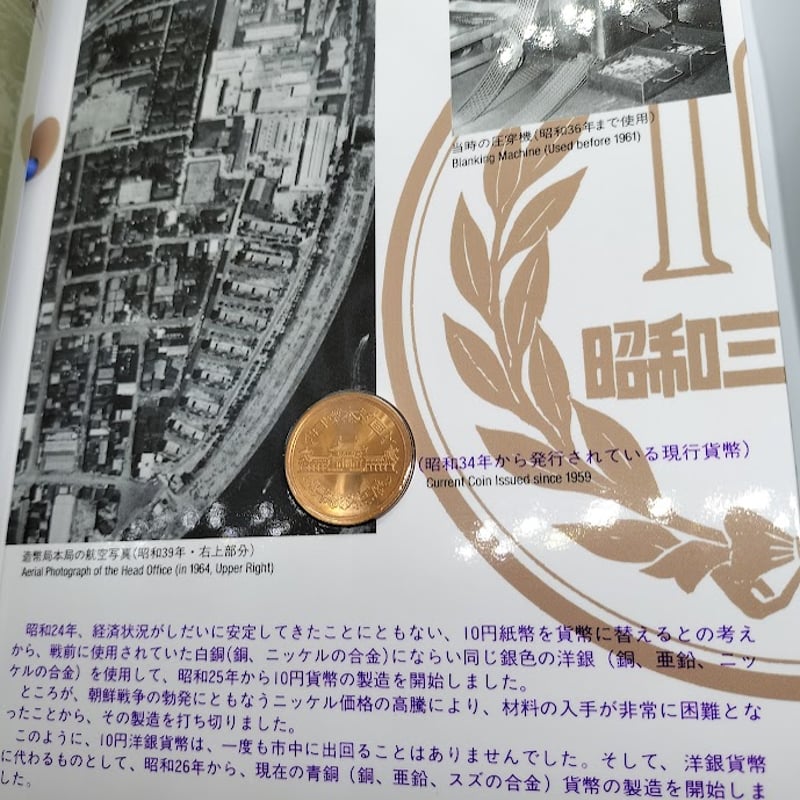 当時の圧穿機(昭和36年まで使用)
Blanking Machine (Used before 1961)
10
昭和三
(昭和34年から発行されている現行貨幣)
Current Coin Issued since 1959
造幣局本局の航空写真(昭和39年・右上部分)
Aerial Photograph of the Head Office (in 1964, Upper Right)
昭和24年、経済状況がしだいに安定してきたことにともない、10円紙幣を貨幣に替えるとの考え
から、戦前に使用されていた白銅(銅、ニッケルの合金)にならい同じ銀色の洋銀(銅、亜鉛、ニッ
ケルの合金)を使用して、昭和25年から10円貨幣の製造を開始しました。
ところが、朝鮮戦争の勃発にともなうニッケル価格の高騰により、材料の入手が非常に困難とな
ったことから、その製造を打ち切りました。
このように、10円洋銀貨幣は、一度も市中に出回ることはありませんでした。そして、洋銀貨幣
に代わるものとして、昭和26年から、現在の青銅(銅、亜鉛、スズの合金)貨幣の製造を開始しま
した。